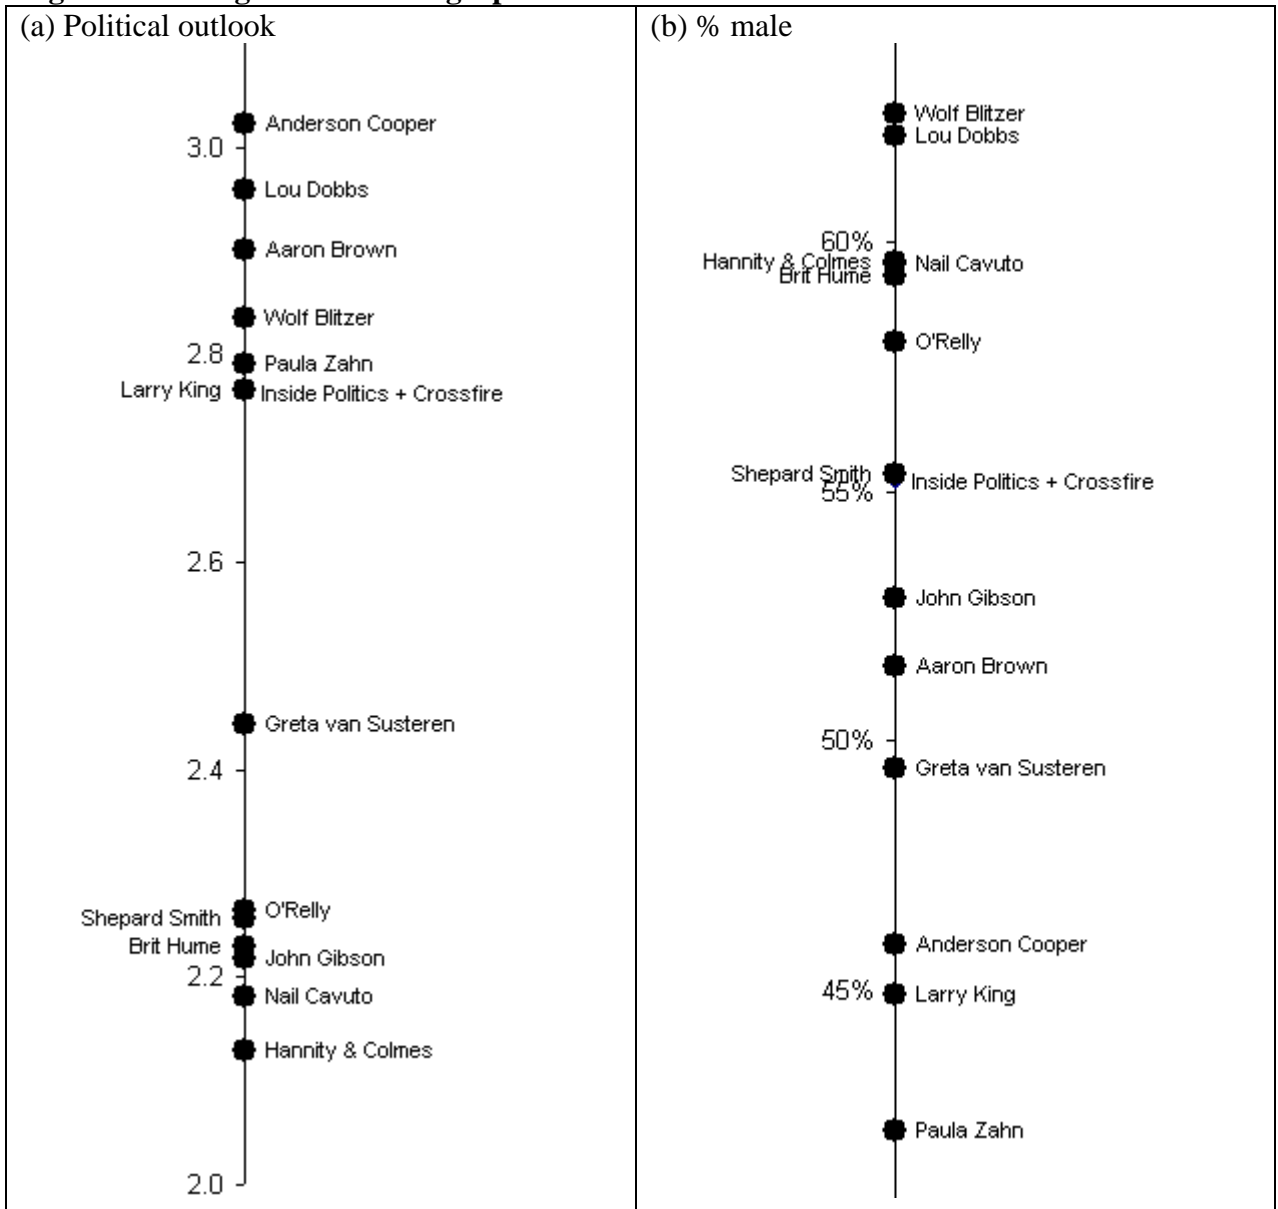 (a) Political outlook
Anderson Cooper
3.0
Lou Dobbs
Aaron Brown
Wolf Blitzer
2.8
Paula Zahn
Larry King Inside Politics + Crossfire
2.6
Greta van Susteren
2.4
O'Relly
Shepard Smith
Brit Hume
John Gibson
2.2
Nail Cavuto
Hannity & Colmes
2.0
(b) % male
Wolf Blitzer
Lou Dobbs
60%
Hannity & Colmes Nail Cavuto
Brit Hume
O'Relly
Shepard Smith
Inside Politics + Crossfire
55%
John Gibson
Aaron Brown
50%
Greta van Susteren
Anderson Cooper
45% Larry King
Paula Zahn